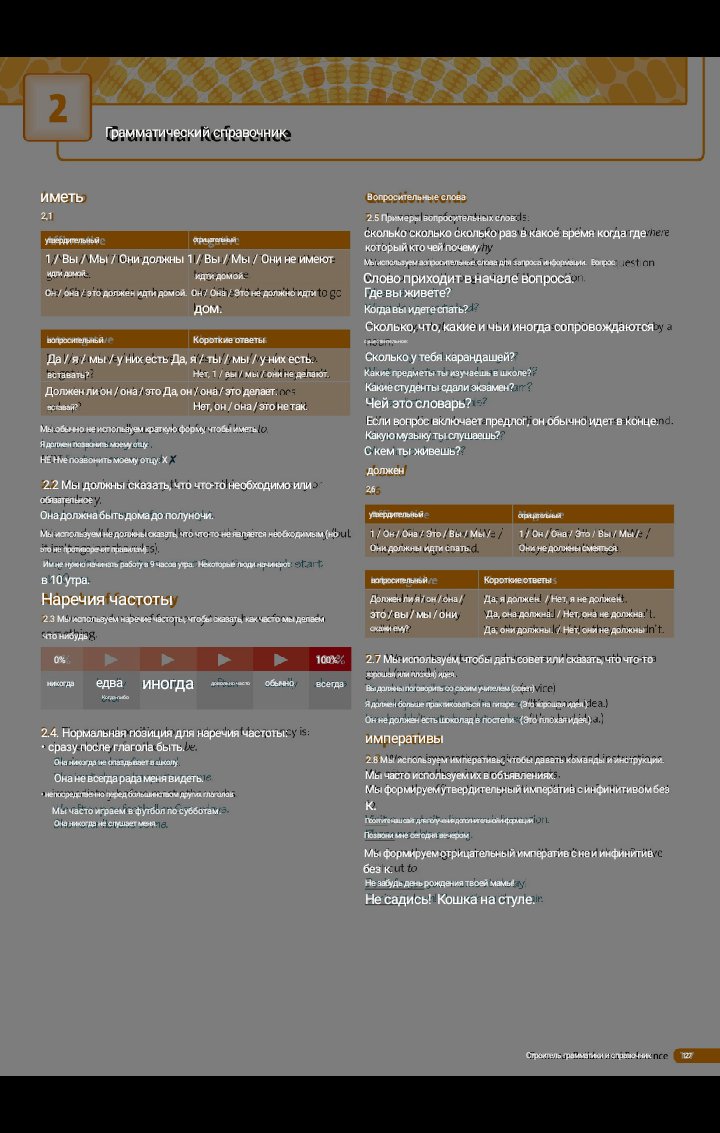 2
Грамматический справочник
иметь
2,1
утвердительный
отрицательный
1 / Вы / Мы / Они должны 1 / Вы / Мы / Они не имеют
идти домой.
идти домой.
Он / она / это должен идти домой. Он / Она / Это не должно идти
дом.
вопросительный
Короткие ответы
Да / я / мы / у них есть Да, я / ты / мы / у них есть.
вставать?
Нет, 1 / вы / мы / они не делают.
Должен ли он / она / это Да, он / она / это делает.
вставай?
Нет, он / она / это не так.
Мы обычно не используем краткую форму, чтобы иметь.
Я должен позвонить моему отцу.
НЕ Н've позвонить моему отцу. X ✗
2.2 Мы должны сказать, что что-то необходимо или
обязательное
Она должна быть дома до полуночи.
Мы используем не должны сказать, что что-то не является необходимым (но
это не противоречит правилам).
Им не нужно начинать работу в 9 часов утра. Некоторые люди начинают
в 10 утра.
Наречия частоты
2.3 Мы используем наречие частоты, чтобы сказать, как часто мы делаем
что нибудь.
0%
100%
никогда
едва
Когда-либо
иногда
довольно часто
обычно
всегда
2.4. Нормальная позиция для наречия частоты:
• сразу после глагола быть
Она никогда не опаздывает в школу.
Она не всегда рада меня видеть.
• непосредственно перед большинством других глаголов
Мы часто играем в футбол по субботам.
Она никогда не слушает меня.
Вопросительные слова
2.5 Примеры вопросительных слов:
сколько сколько сколько раз в какое время когда где
который кто чей почему
Мы используем вопросительные слова для запроса информации. Вопрос
Слово приходит в начале вопроса.
Где вы живете?
Когда вы идете спать?
Сколько, что, какие и чьи иногда сопровождаются
существительное:
Сколько у тебя карандашей?
Какие предметы ты изучаешь в школе?
Какие студенты сдали экзамен?
Чей это словарь?
Если вопрос включает предлог, он обычно идет в конце.
Какую музыку ты слушаешь?
С кем ты живешь?
должен
2,6
утвердительный
отрицательный
1 / Он / Она / Это / Вы / Мы /
1 / Он / Она / Это / Вы / Мы /
Они должны идти спать.
Они не должны смеяться.
вопросительный
Короткие ответы
Должен ли я / он / она /
Да, я должен. / Нет, я не должен.
это / вы / мы / они
Да, она должна. / Нет, она не должна.
скажи ему?
Да, они должны. / Нет, они не должны.
2.7 Мы используем, чтобы дать совет или сказать, что что-то
хорошая или плохая) идея.
Вы должны поговорить со своим учителем (совет)
Я должен больше практиковаться на гитаре. (Это хорошая идея.)
Он не должен есть шоколад в постели. (Это плохая идея.)
императивы
2.8 Мы используем императивы, чтобы давать команды и инструкции.
Мы часто используем их в объявлениях.
Мы формируем утвердительный императив с инфинитивом без
к.
Посетите наш сайт для получения дополнительной информации
Позвони мне сегодня вечером.
Мы формируем отрицательный императив с не и инфинитив
без к.
Не забудь день рождения твоей мамы!
Не садись! Кошка на стуле.
Строитель грамматики и справочник
127